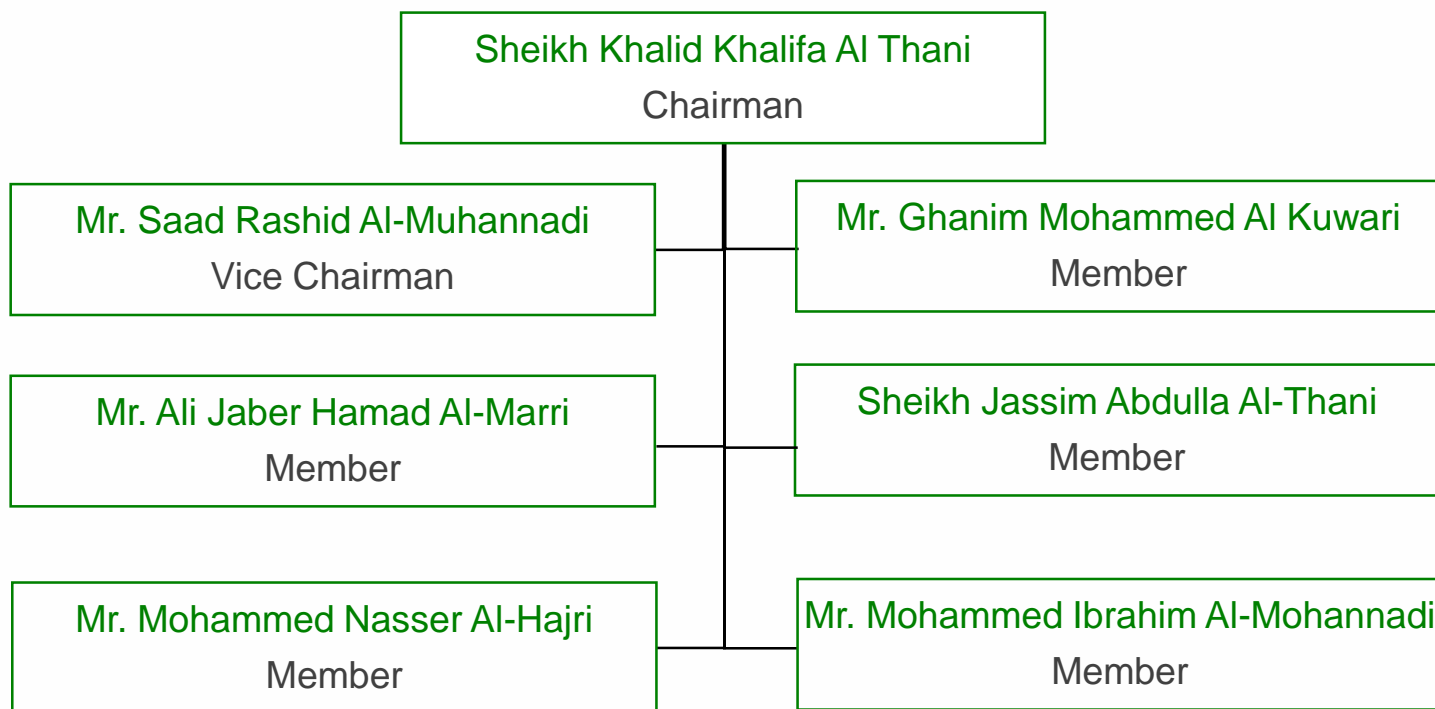 Sheikh Khalid Khalifa Al Thani
Chairman
Mr. Saad Rashid Al-Muhannadi
Vice Chairman
Mr. Ghanim Mohammed Al Kuwari
Member
Mr. Ali Jaber Hamad Al-Marri
Member
Sheikh Jassim Abdulla Al-Thani
Member
Mr. Mohammed Nasser Al-Hajri
Member
Mr. Mohammed Ibrahim Al-Mohannadi
Member